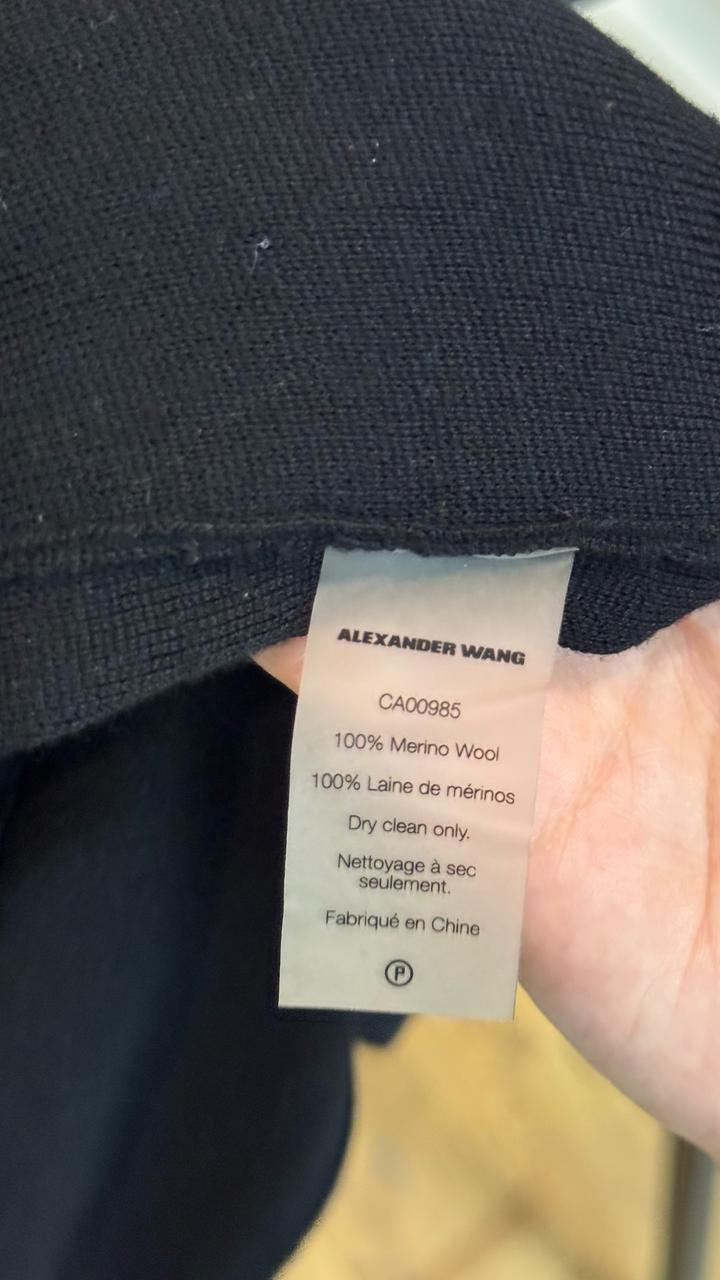 ALEXANDER WANG
CA00985
100% Merino Wool
100% Laine de mérinos
Dry clean only.
Nettoyage à sec
seulement.
Fabriqué en Chine
P